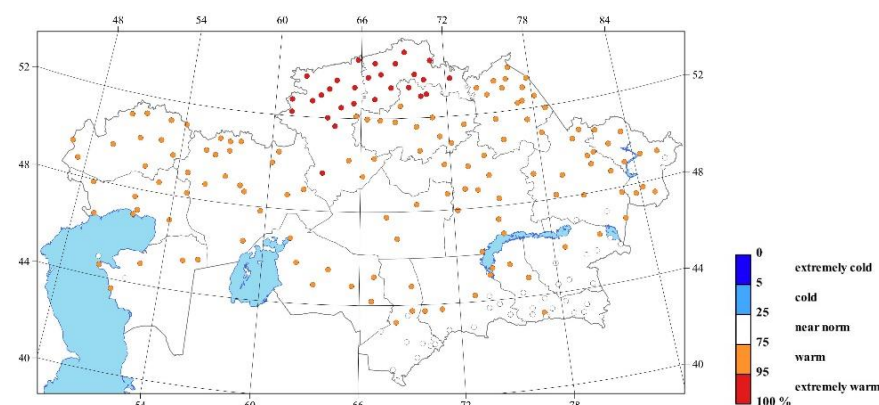 48 54 60 66 72 78 84
52 52
48 48
44 44
40 40
54 60 66 72 78
0
extremely cold
5
cold
25
near norm
75
warm
95
extremely warm
100 %